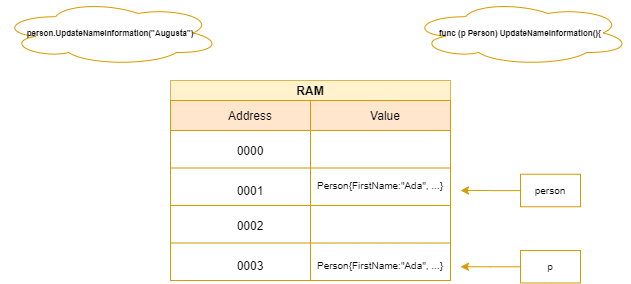 person.UpdateNameInformation("Augusta")
func (p Person) UpdateNameInformation(){
RAM
Address Value
0000
0001 Person{FirstName:"Ada", ...}
person
0002
0003 Person{FirstName:"Ada", ...}
p